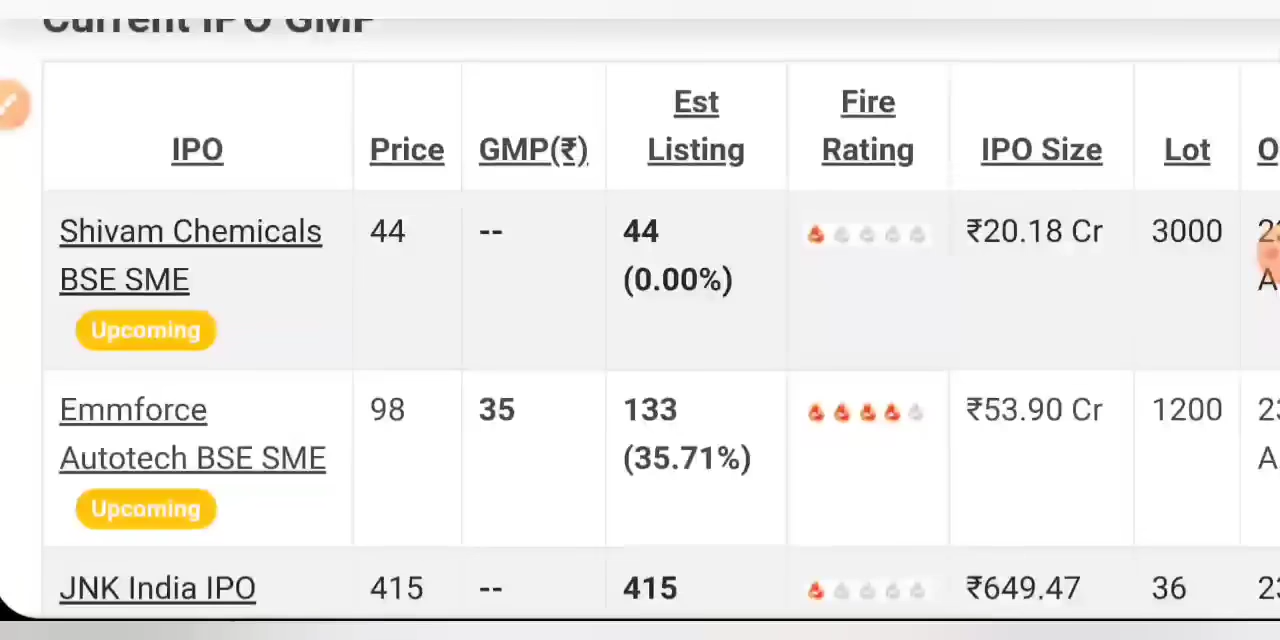 Current IPO GMP
IPO Price GMP(₹) Est Listing Fire Rating IPO Size Lot O
Shivam Chemicals 44 -- 44 ₹20.18 Cr 3000
BSE SME (0.00%) A
Upcoming
Emmforce 98 35 133 ₹53.90 Cr 1200
Autotech BSE SME (35.71%) A
Upcoming
JNK India IPO 415 -- 415 ₹649.47 36